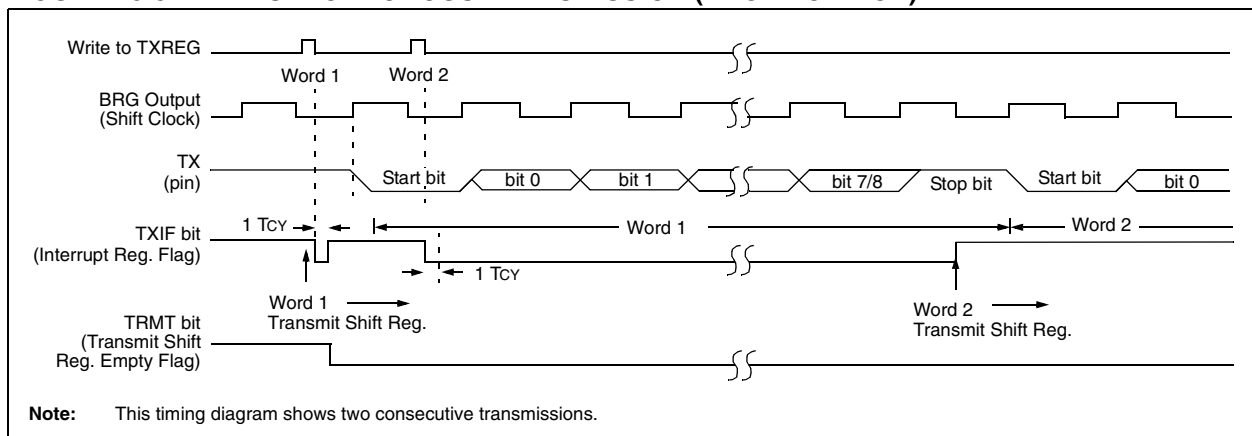 Write to TXREG
Word 1
Word 2
BRG Output
(Shift Clock)
TX
(pin)
Start bit
bit 0
bit 1
bit 7/8
Stop bit
Start bit
bit 0
1 TCY
Word 1
Word 2
TXIF bit
(Interrupt Reg. Flag)
1 TCY
Word 1
Transmit Shift Reg.
Word 2
Transmit Shift Reg.
TRMT bit
(Transmit Shift
Reg. Empty Flag)
Note: This timing diagram shows two consecutive transmissions.